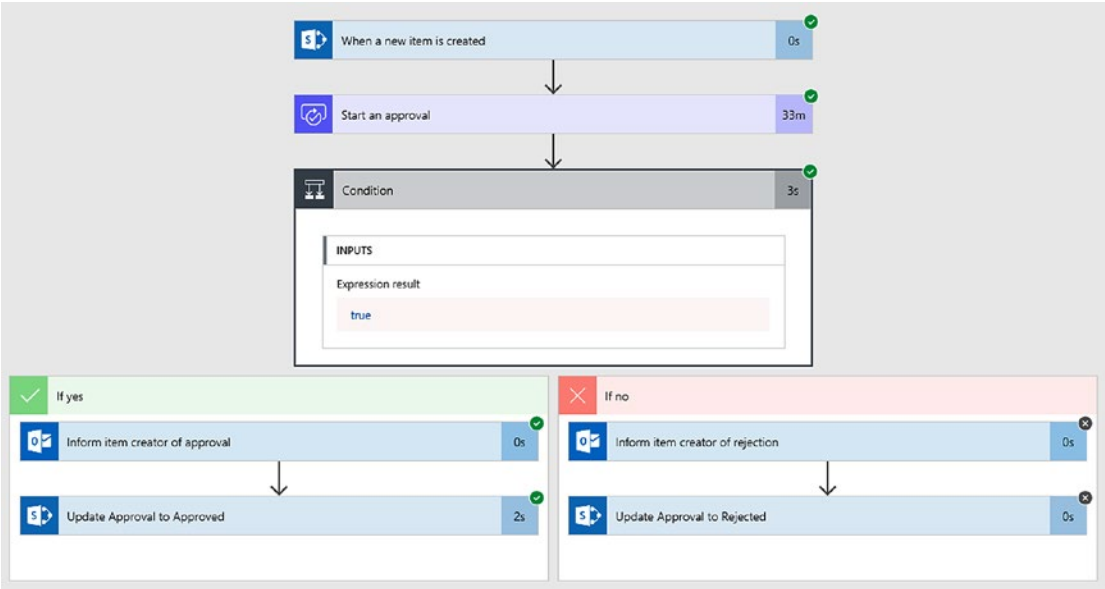 When a new item is created 0s
Start an approval 33m
Condition 3s
INPUTS
Expression result
true
If yes
Inform item creator of approval 0s
Update Approval to Approved 2s
If no
Inform item creator of rejection 0s
Update Approval to Rejected 0s